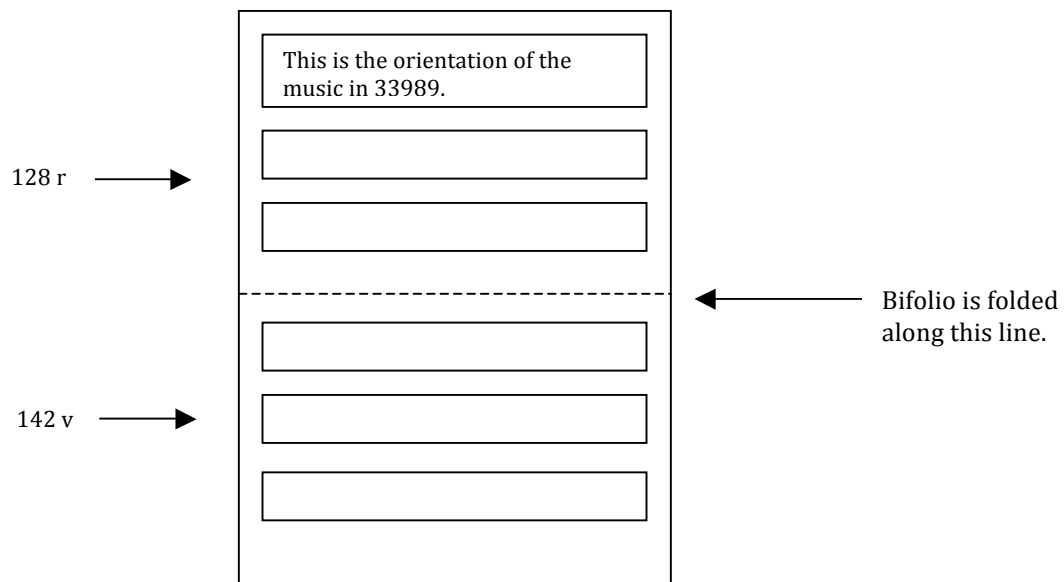 This is the orientation of the
music in 33989.
128 r
Bifolio is folded
along this line.
142 v